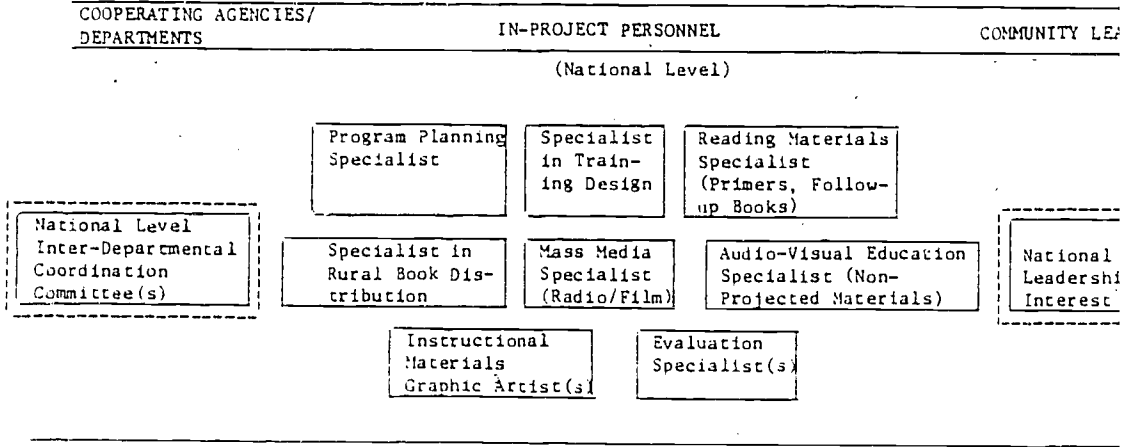 COOPERATING AGENCIES/
DEPARTMENTS
IN-PROJECT PERSONNEL
COMMUNITY
(National Level)
Program Planning
Specialist
Specialist
in Train-
ing Design
Reading Materials
Specialist
(Primers, Follow-
up Books)
National Level
Inter-Departmental
Coordination
Committee(s)
Specialist in
Rural Book Dis-
tribution
Mass Media
Specialist
(Radio/Film)
Audio-Visual Education
Specialist (Non-
Projected Materials)
National
Interest
Instructional
Materials
Graphic Artist(s)
Evaluation
Specialist(s)